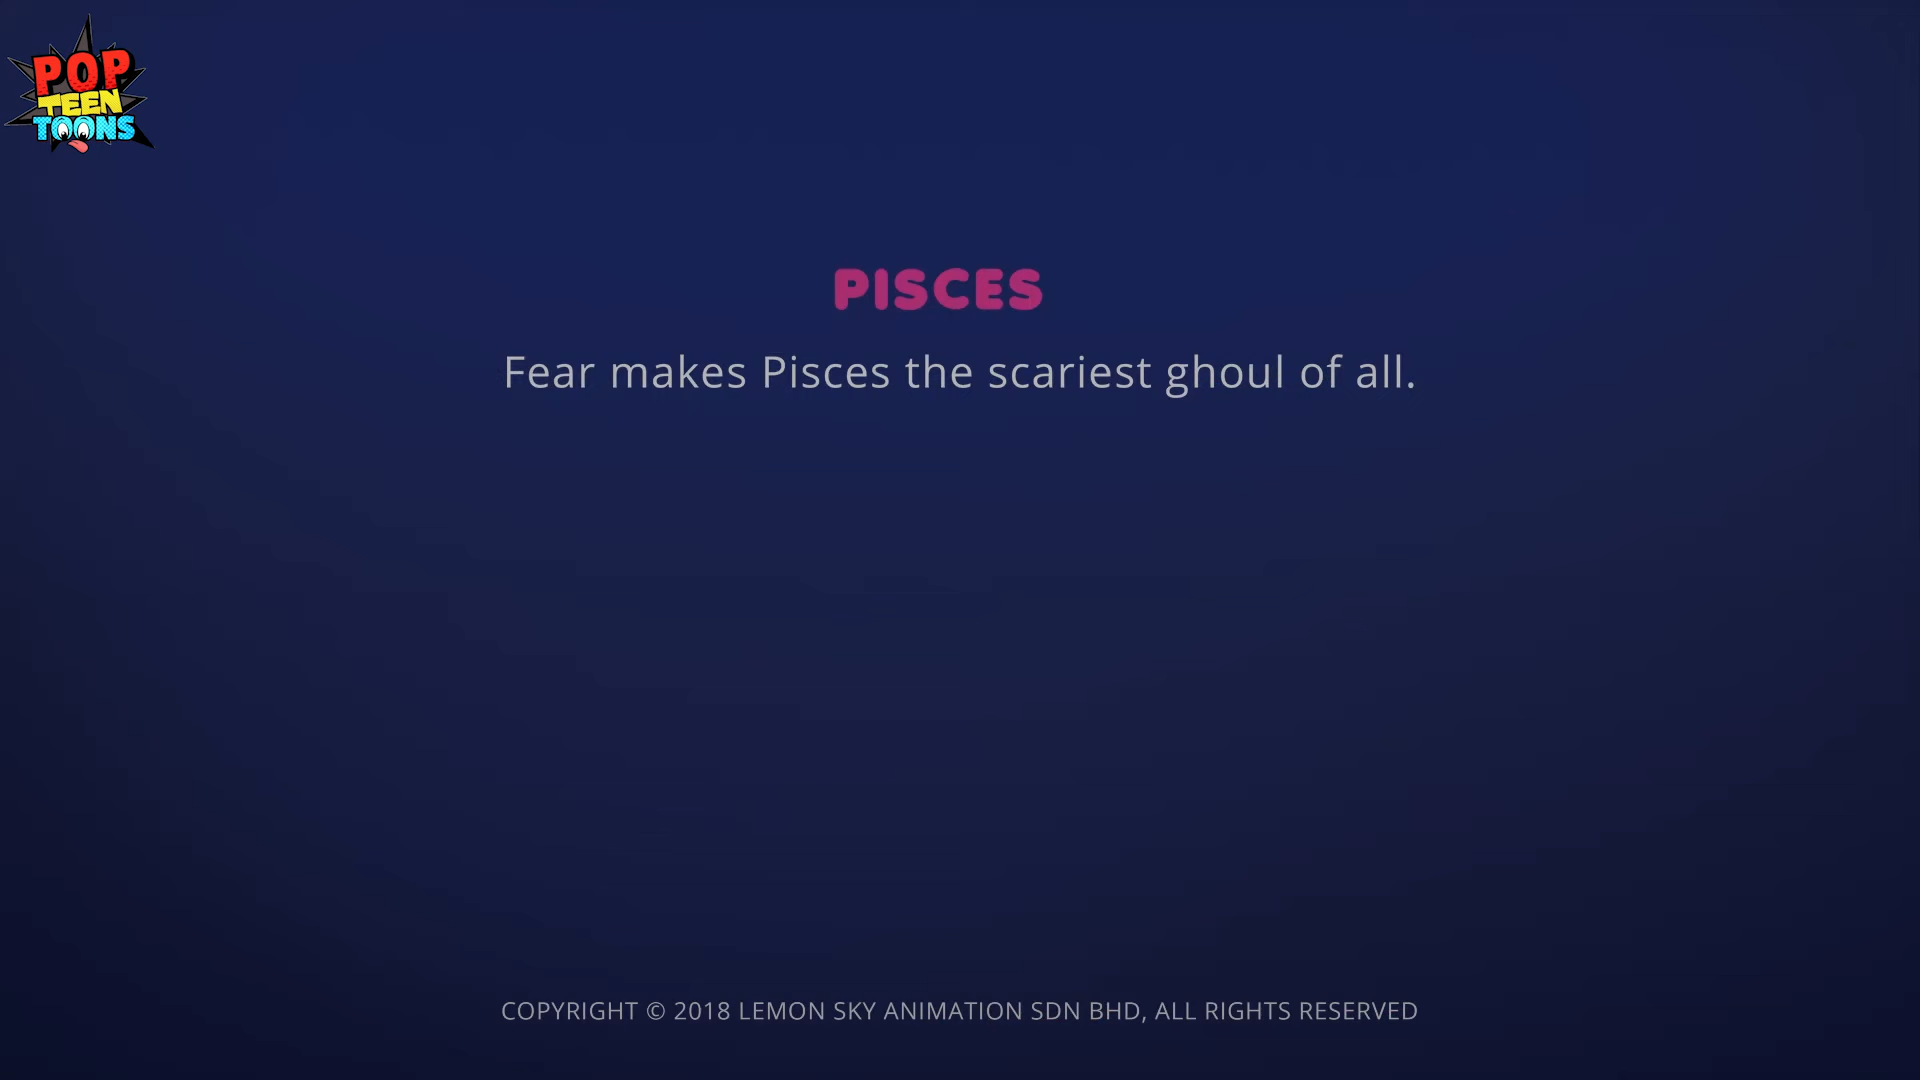 POP
TEEN
TOONS
PISCES
Fear makes Pisces the scariest ghoul of all.
COPYRIGHT © 2018 LEMON SKY ANIMATION SDN BHD, ALL RIGHTS RESERVED